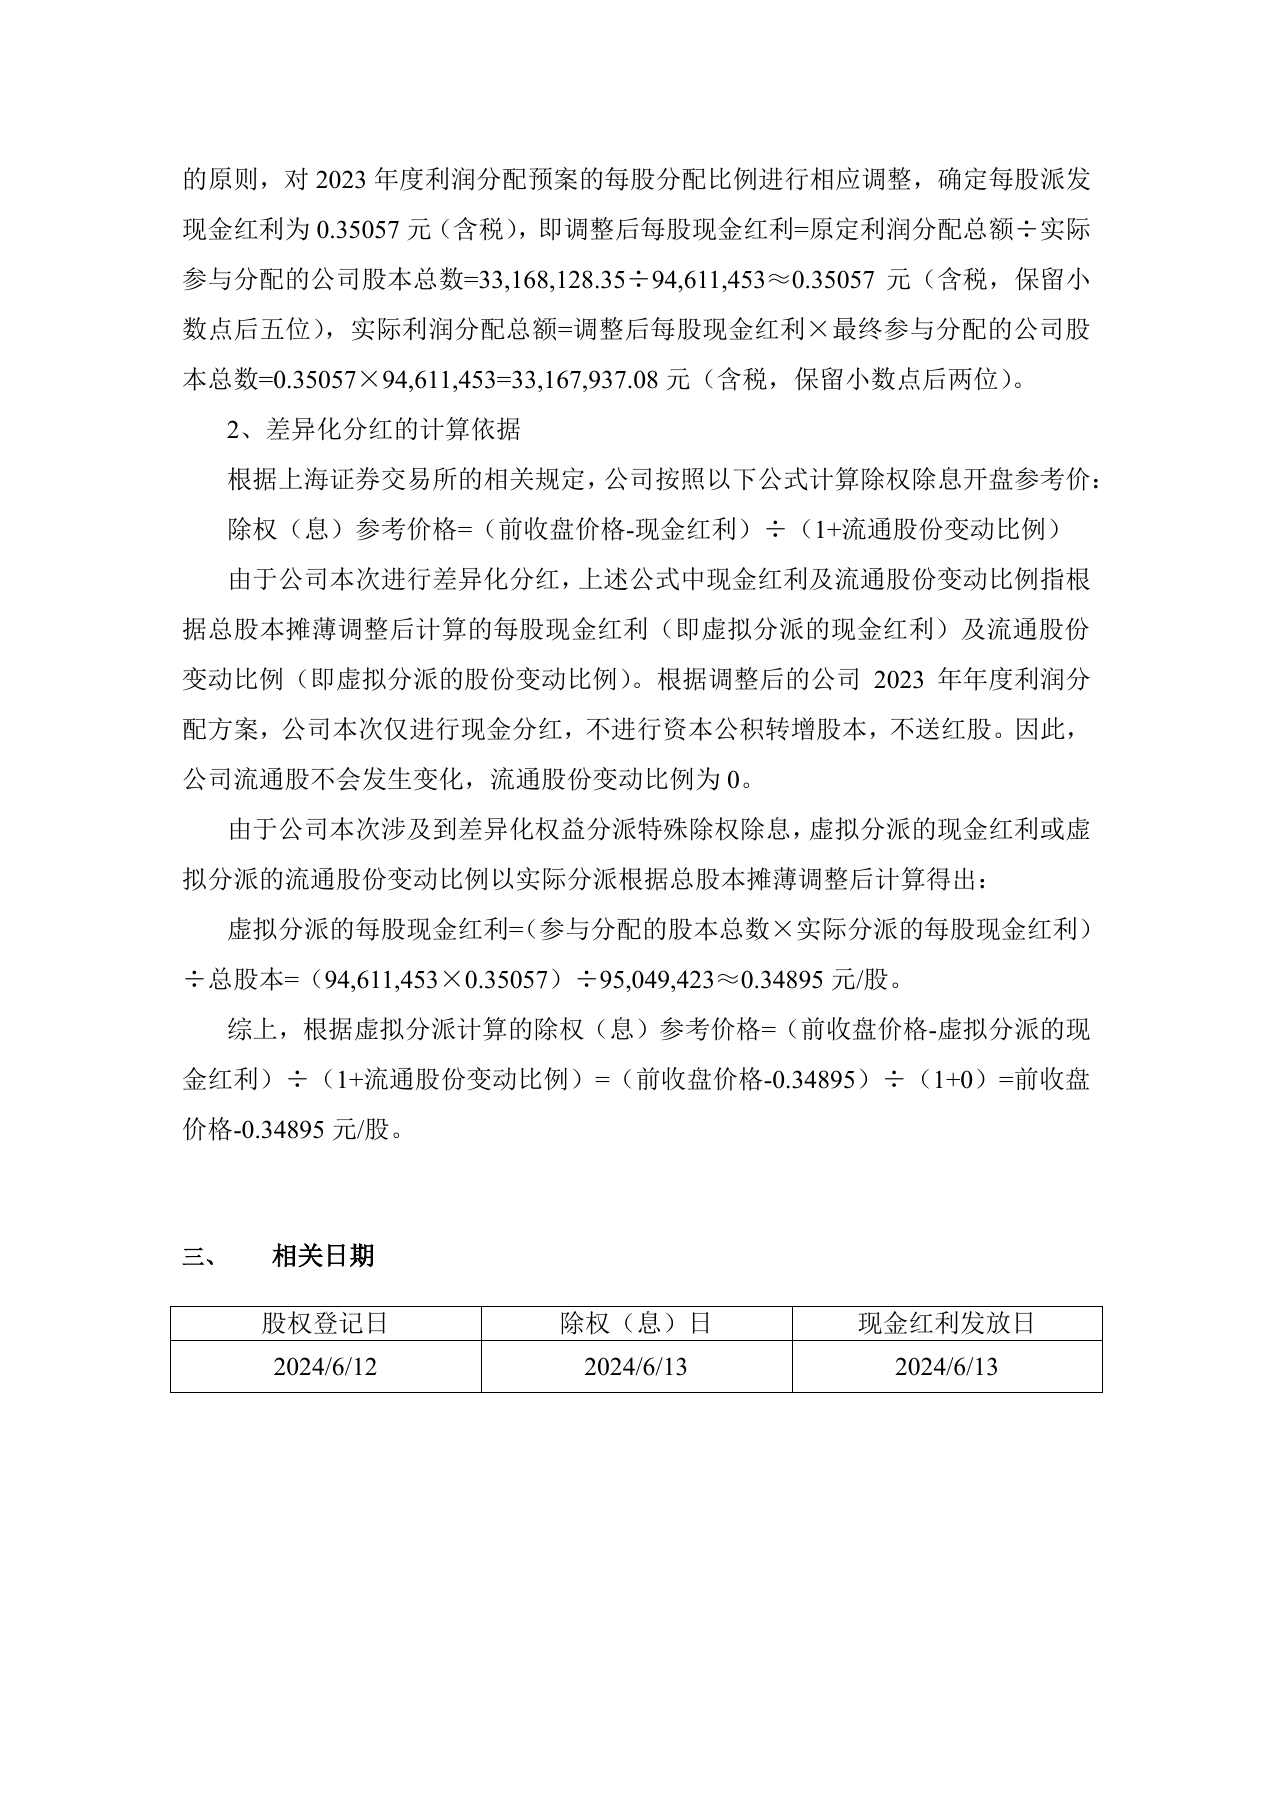 的原则，对 2023 年度利润分配预案的每股分配比例进行相应调整，确定每股派发
现金红利为 0.35057 元（含税），即调整后每股现金红利=原定利润分配总额÷实际
参与分配的公司股本总数=33,168,128.35÷94,611,453≈0.35057 元（含税，保留小
数点后五位），实际利润分配总额=调整后每股现金红利×最终参与分配的公司股
本总数=0.35057×94,611,453=33,167,937.08 元（含税，保留小数点后两位）。
2、差异化分红的计算依据
根据上海证券交易所的相关规定，公司按照以下公式计算除权除息开盘参考价：
除权（息）参考价格=（前收盘价格-现金红利）÷（1+流通股份变动比例）
由于公司本次进行差异化分红，上述公式中现金红利及流通股份变动比例指根
据总股本摊薄调整后计算的每股现金红利（即虚拟分派的现金红利）及流通股份
变动比例（即虚拟分派的股份变动比例）。根据调整后的公司 2023 年年度利润分
配方案，公司本次仅进行现金分红，不进行资本公积转增股本，不送红股。因此，
公司流通股不会发生变化，流通股份变动比例为 0。
由于公司本次涉及到差异化权益分派特殊除权除息，虚拟分派的现金红利或虚
拟分派的流通股份变动比例以实际分派根据总股本摊薄调整后计算得出：
虚拟分派的每股现金红利=（参与分配的股本总数×实际分派的每股现金红利）
÷总股本=（94,611,453×0.35057）÷95,049,423≈0.34895 元/股。
综上，根据虚拟分派计算的除权（息）参考价格=（前收盘价格-虚拟分派的现
金红利）÷（1+流通股份变动比例）=（前收盘价格-0.34895）÷（1+0）=前收盘
价格-0.34895 元/股。
三、 相关日期
股权登记日 除权（息）日 现金红利发放日
2024/6/12 2024/6/13 2024/6/13